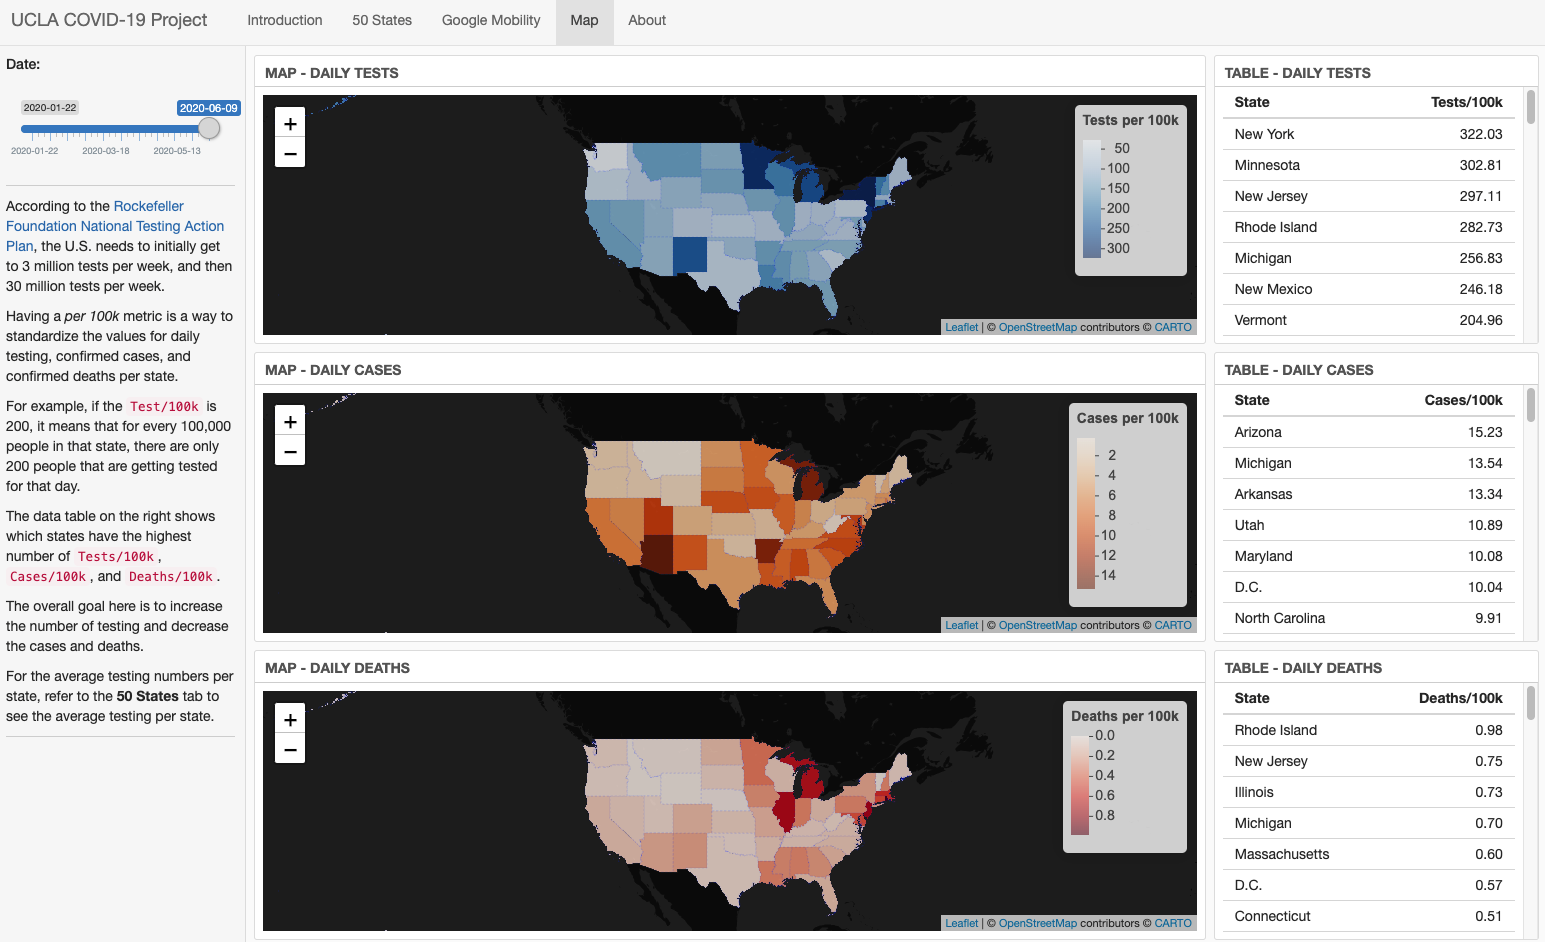 UCLA COVID-19 Project Introduction 50 States Google Mobility Map About
Date:
2020-01-22 2020-06-09
2020-01-22 2020-03-18 2020-05-13
According to the Rockefeller
Foundation National Testing Action
Plan, the U.S. needs to initially get
to 3 million tests per week, and then
30 million tests per week.
Having a per 100k metric is a way to
standardize the values for daily
testing, confirmed cases, and
confirmed deaths per state.
For example, if the Test/100k is
200, it means that for every 100,000
people in that state, there are only
200 people that are getting tested
for that day.
The data table on the right shows
which states have the highest
number of Tests/100k ,
Cases/100k , and Deaths/100k .
The overall goal here is to increase
the number of testing and decrease
the cases and deaths.
For the average testing numbers per
state, refer to the 50 States tab to
see the average testing per state.
MAP - DAILY TESTS
+
−
Tests per 100k
50
100
150
200
250
300
Leaflet | © OpenStreetMap contributors © CARTO
TABLE - DAILY TESTS
State Tests/100k
New York 322.03
Minnesota 302.81
New Jersey 297.11
Rhode Island 282.73
Michigan 256.83
New Mexico 246.18
Vermont 204.96
MAP - DAILY CASES
+
−
Cases per 100k
2
4
6
8
10
12
14
Leaflet | © OpenStreetMap contributors © CARTO
TABLE - DAILY CASES
State Cases/100k
Arizona 15.23
Michigan 13.54
Arkansas 13.34
Utah 10.89
Maryland 10.08
D.C. 10.04
North Carolina 9.91
MAP - DAILY DEATHS
+
−
Deaths per 100k
0.0
0.2
0.4
0.6
0.8
Leaflet | © OpenStreetMap contributors © CARTO
TABLE - DAILY DEATHS
State Deaths/100k
Rhode Island 0.98
New Jersey 0.75
Illinois 0.73
Michigan 0.70
Massachusetts 0.60
D.C. 0.57
Connecticut 0.51